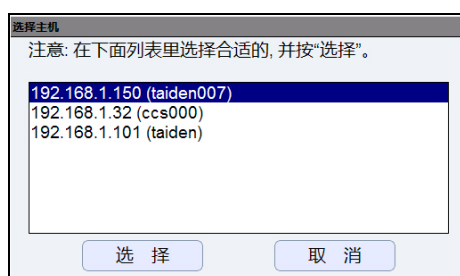 选择主机
注意: 在下面列表里选择合适的, 并按“选择”。
192.168.1.150 (taiden007)
192.168.1.32 (ccs000)
192.168.1.101 (taiden)
选 择
取 消